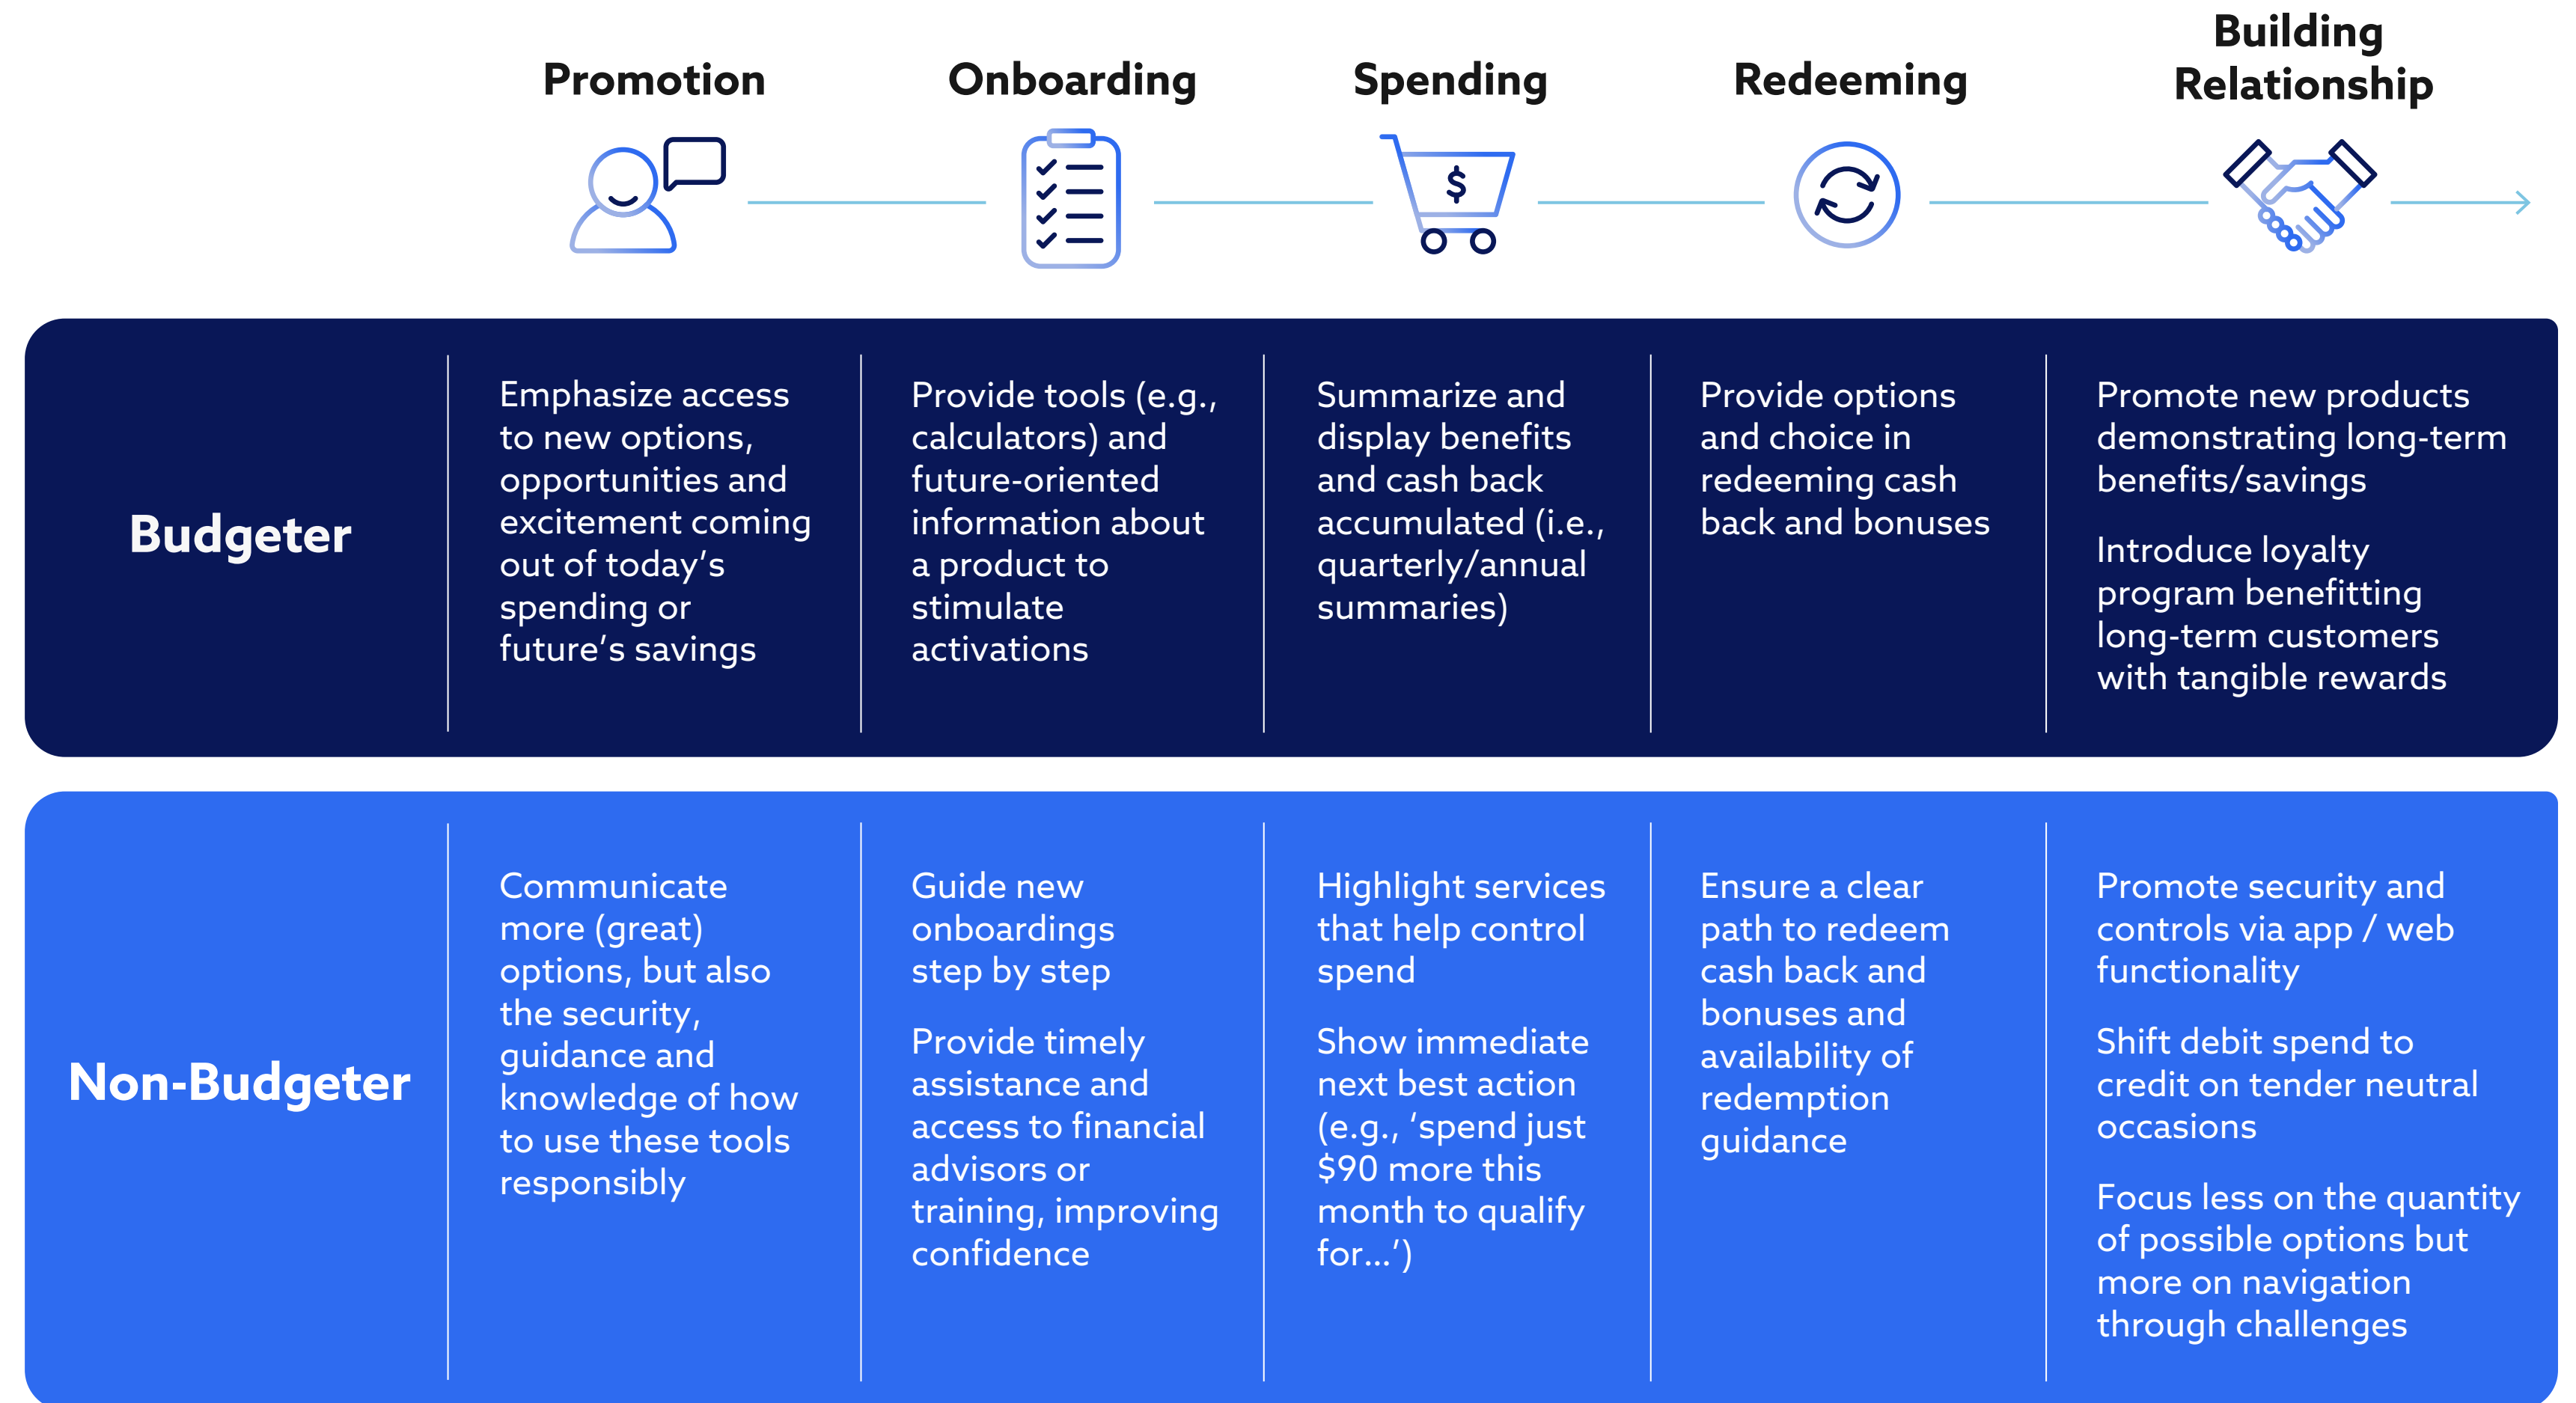 Promotion
Onboarding
Spending
Redeeming
Building
Relationship
$
Budgeter
Emphasize access
to new options,
opportunities and
excitement coming
out of today’s
spending or
future’s savings
Provide tools (e.g.,
calculators) and
future-oriented
information about
a product to
stimulate
activations
Summarize and
display benefits
and cash back
accumulated (i.e.,
quarterly/annual
summaries)
Provide options
and choice in
redeeming cash
back and bonuses
Promote new products
demonstrating long-term
benefits/savings
Introduce loyalty
program benefitting
long-term customers
with tangible rewards
Non-Budgeter
Communicate
more (great)
options, but also
the security,
guidance and
knowledge of how
to use these tools
responsibly
Guide new
onboardings
step by step
Provide timely
assistance and
access to financial
advisors or
training, improving
confidence
Highlight services
that help control
spend
Show immediate
next best action
(e.g., ‘spend just
$90 more this
month to qualify
for...’)
Ensure a clear
path to redeem
cash back and
bonuses and
availability of
redemption
guidance
Promote security and
controls via app / web
functionality
Shift debit spend to
credit on tender neutral
occasions
Focus less on the quantity
of possible options but
more on navigation
through challenges